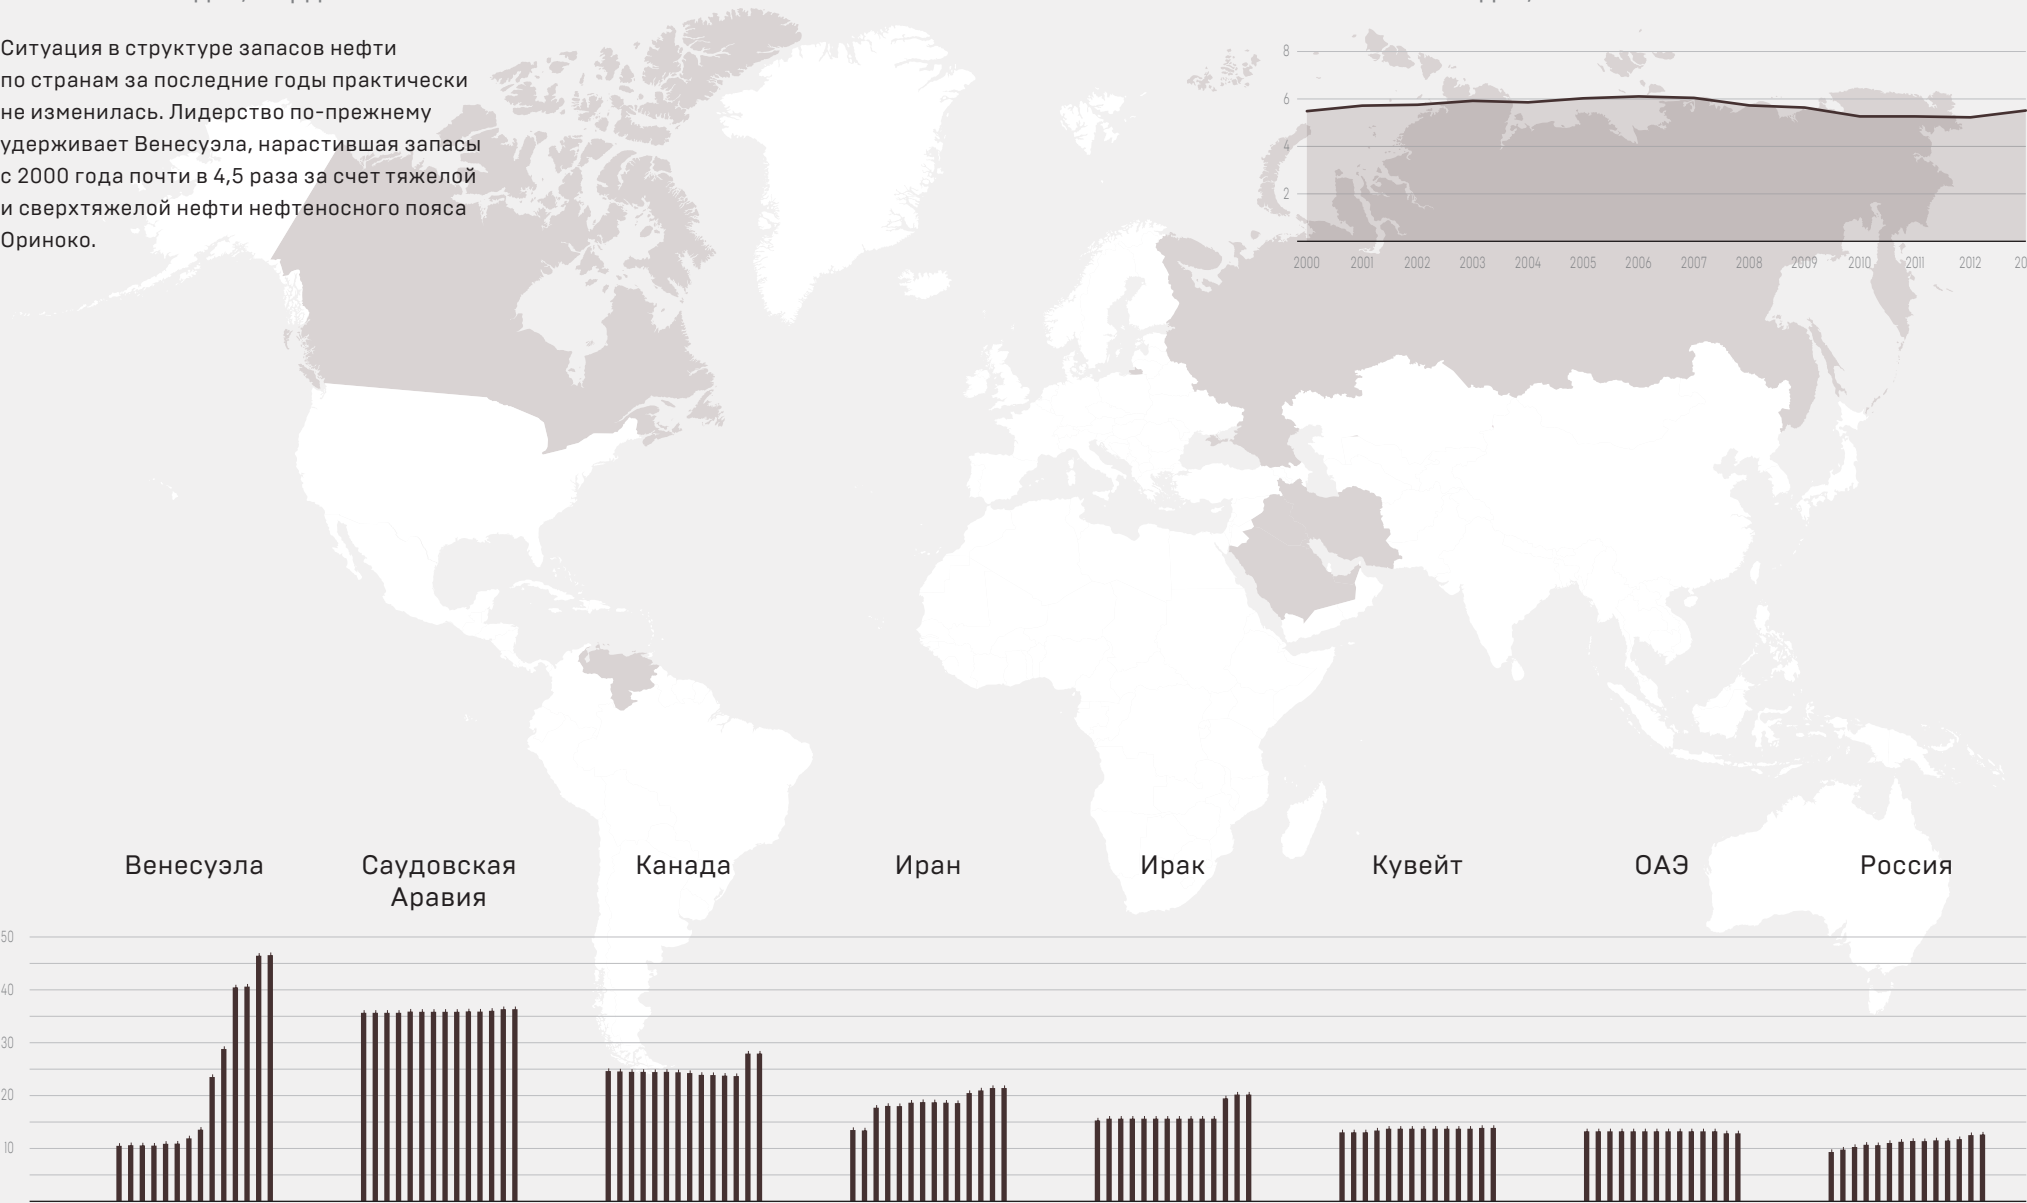 Ситуация в структуре запасов нефти
по странам за последние годы практически
не изменилась. Лидерство по-прежнему
удерживает Венесуэла, нарастившая запасы
с 2000 года почти в 4,5 раза за счет тяжелой
и сверхтяжелой нефти нефтеносного пояса
Ориноко.
8
6
4
2
2000 2001 2002 2003 2004 2005 2006 2007 2008 2009 2010 2011 2012 20
Венесуэла
Саудовская
Аравия
Канада
Иран
Ирак
Кувейт
ОАЭ
Россия
50
40
30
20
10